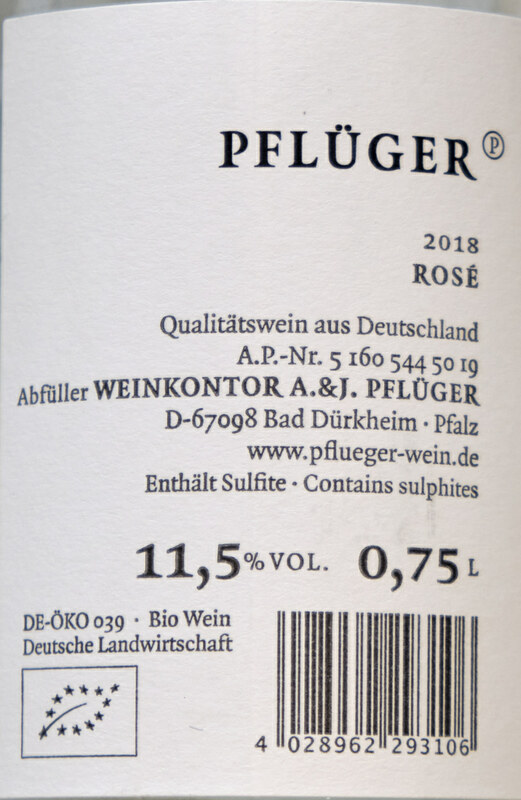 PFLÜGER Ⓟ
2018
ROSÉ
Qualitätswein aus Deutschland
A.P.-Nr. 5 160 544 50 19
Abfüller WEINKONTOR A.&J. PFLÜGER
D-67098 Bad Dürkheim · Pfalz
www.pflueger-wein.de
Enthält Sulfite · Contains sulphites
11,5% VOL. 0,75 L
DE-ÖKO 039 · Bio Wein
Deutsche Landwirtschaft
4 028962 293106